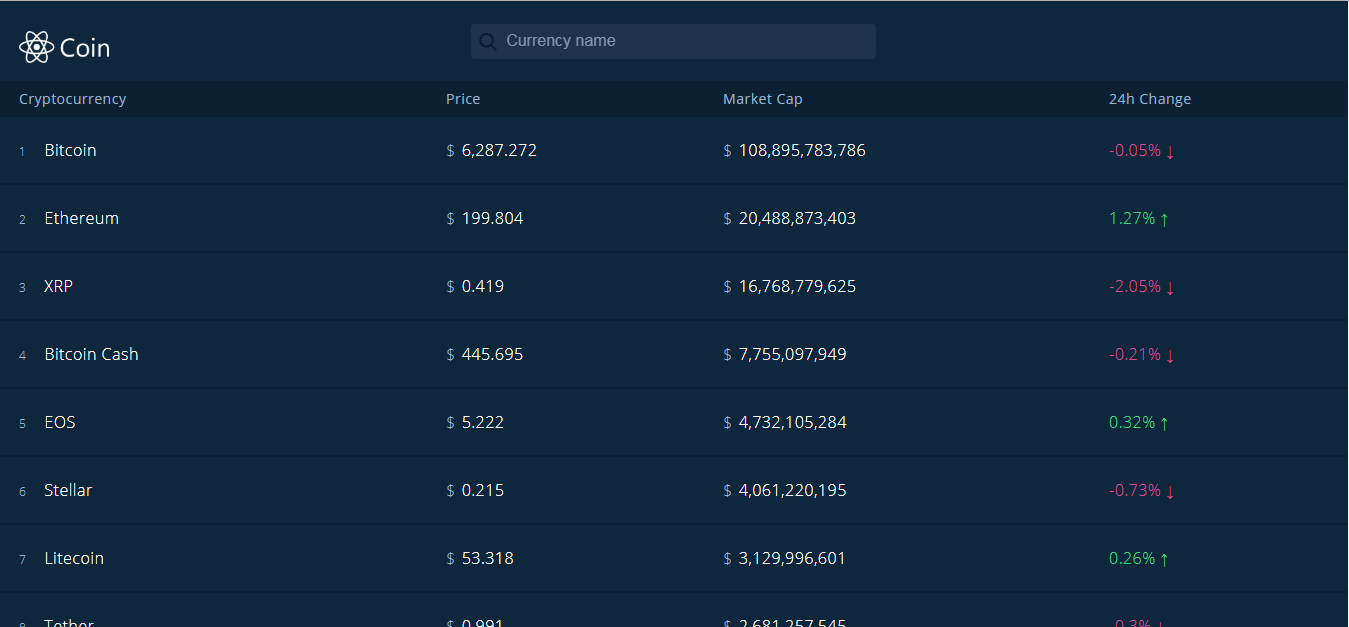 Coin
Currency name
Cryptocurrency Price Market Cap 24h Change
1 Bitcoin $ 6,287.272 $ 108,895,783,786 -0.05% ↓
2 Ethereum $ 199.804 $ 20,488,873,403 1.27% ↑
3 XRP $ 0.419 $ 16,768,779,625 -2.05% ↓
4 Bitcoin Cash $ 445.695 $ 7,755,097,949 -0.21% ↓
5 EOS $ 5.222 $ 4,732,105,284 0.32% ↑
6 Stellar $ 0.215 $ 4,061,220,195 -0.73% ↓
7 Litecoin $ 53.318 $ 3,129,996,601 0.26% ↑
8 Tether $ 0.991 $ 2,681,257,545 -0.3% ↓